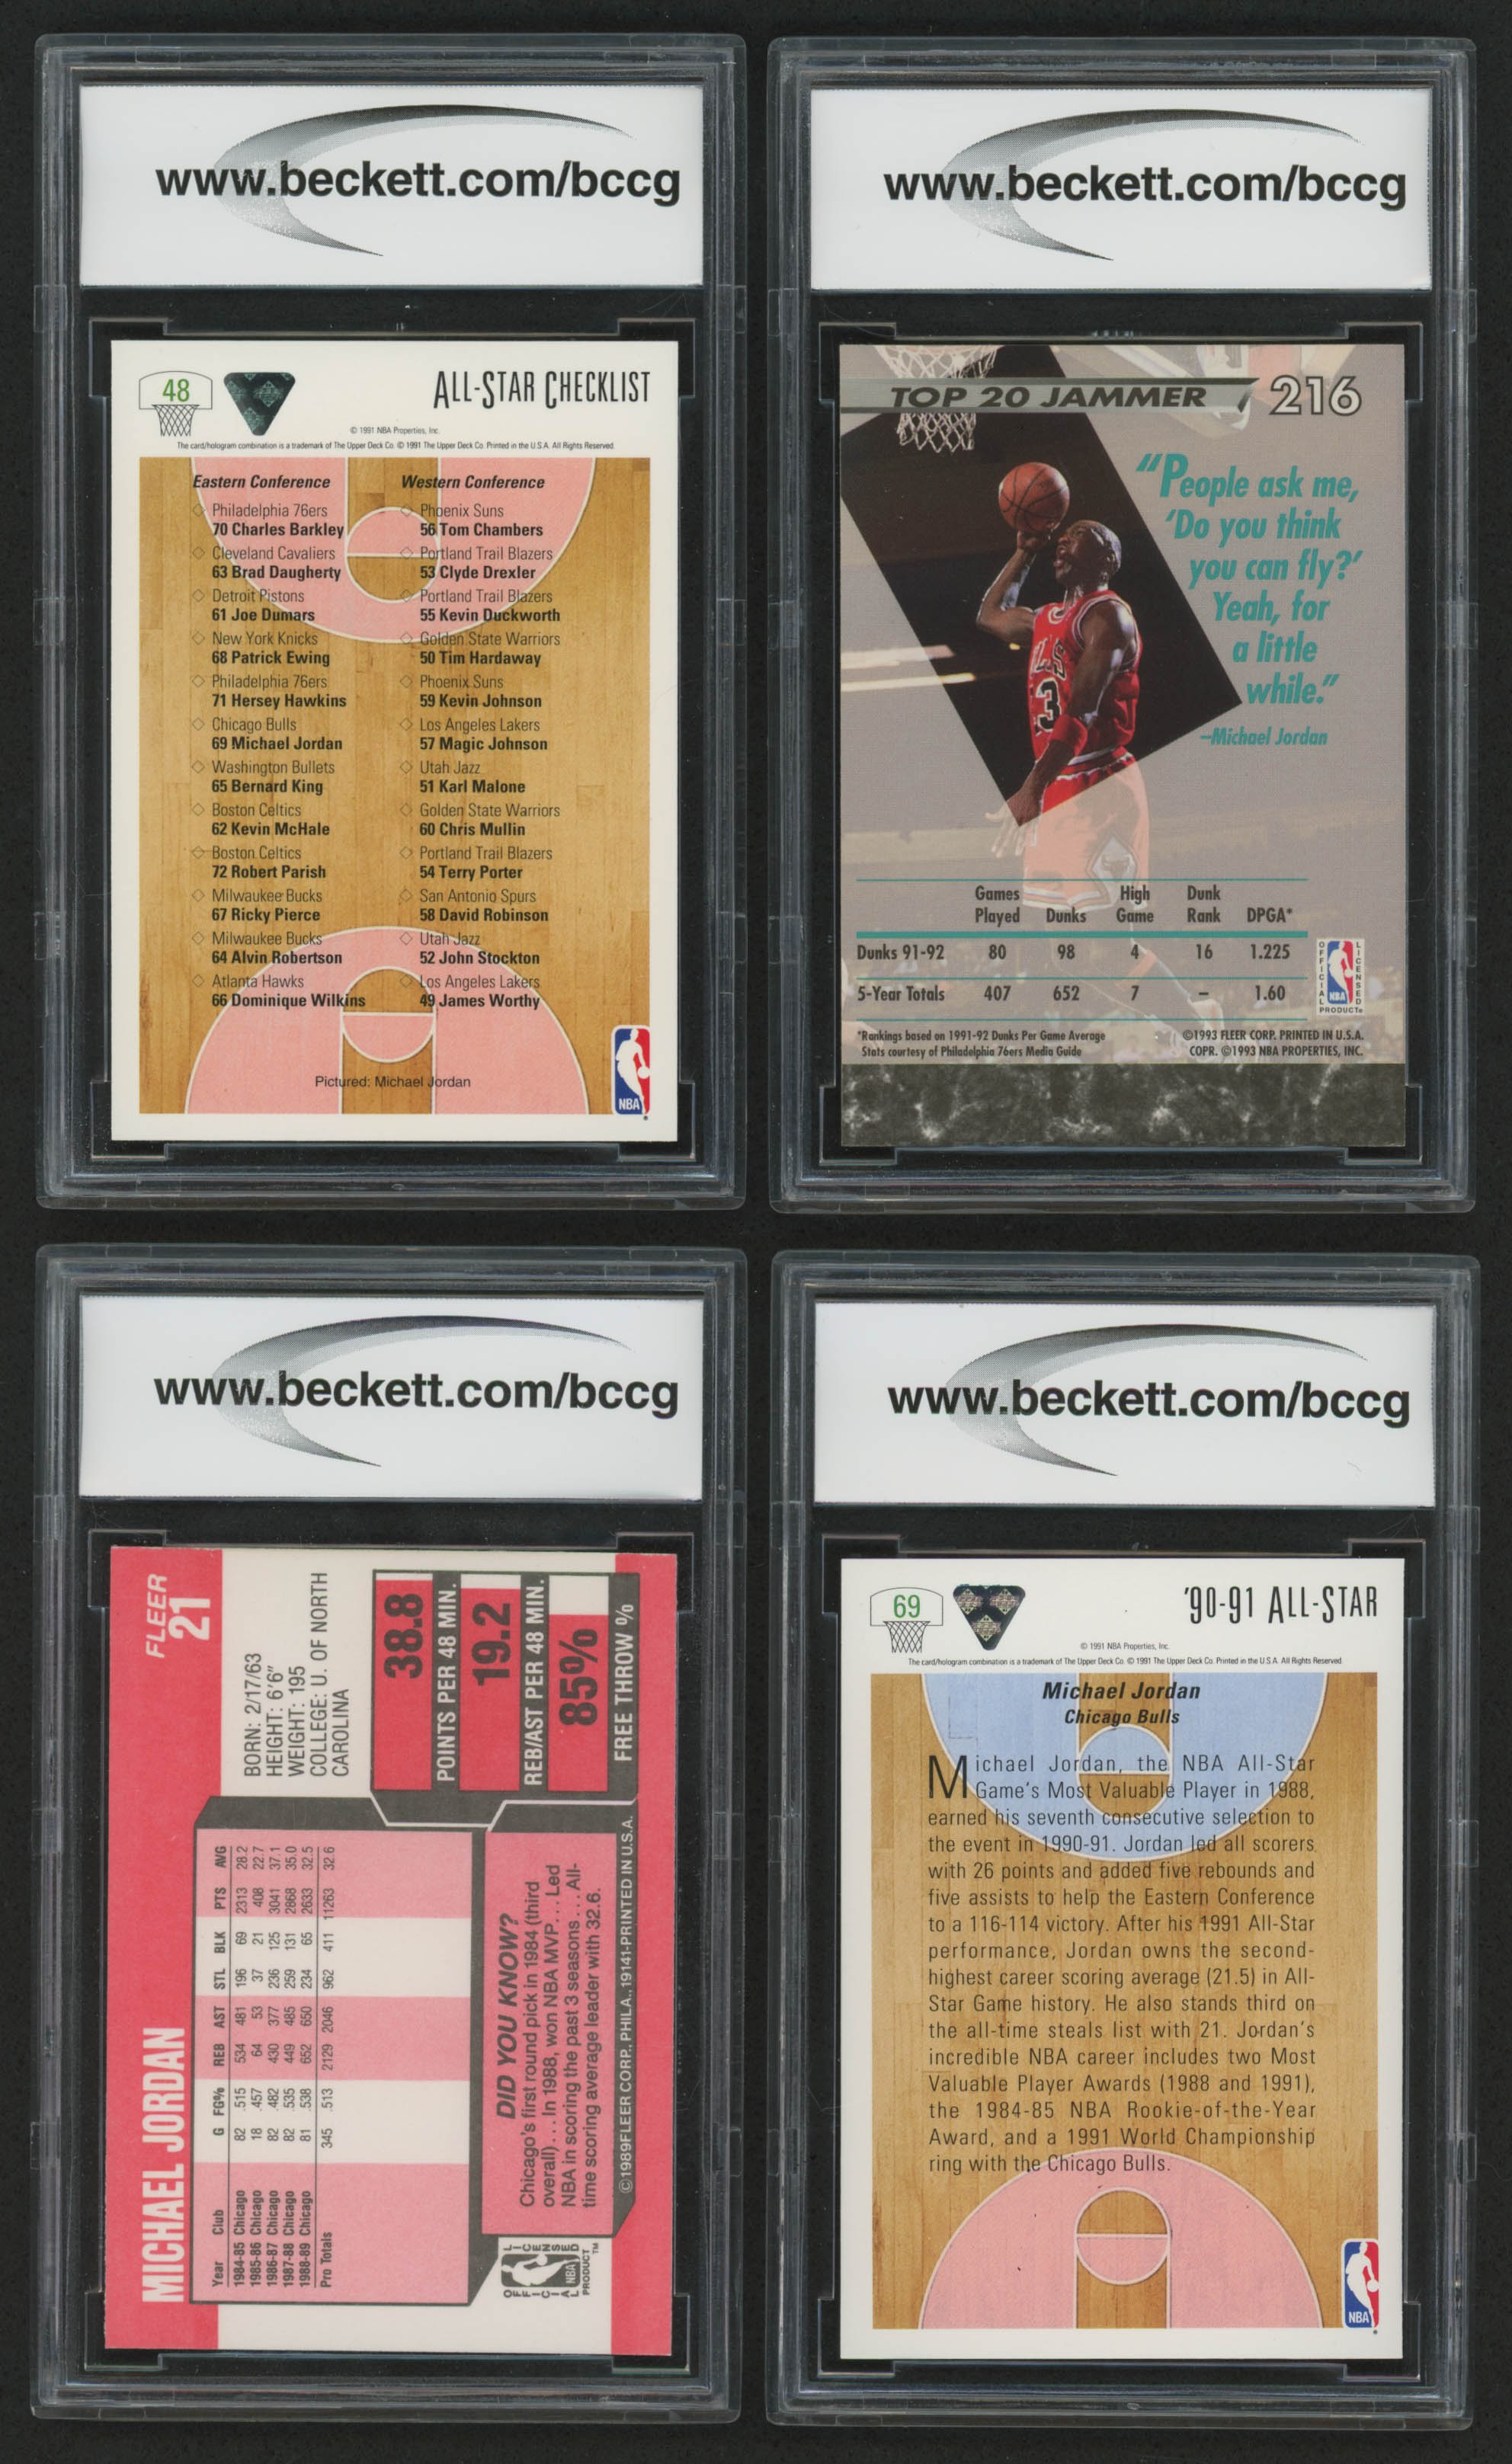 www.beckett.com/bccg
48
ALL-STAR CHECKLIST
© 1991 NBA Properties, Inc.
The card/hologram combination is a trademark of The Upper Deck Co. © 1991 The Upper Deck Co. Printed in the U.S.A. All Rights Reserved.
Eastern Conference
Philadelphia 76ers
70 Charles Barkley
Cleveland Cavaliers
63 Brad Daugherty
Detroit Pistons
61 Joe Dumars
New York Knicks
68 Patrick Ewing
Philadelphia 76ers
71 Hersey Hawkins
Chicago Bulls
69 Michael Jordan
Washington Bullets
65 Bernard King
Boston Celtics
62 Kevin McHale
Boston Celtics
72 Robert Parish
Milwaukee Bucks
67 Ricky Pierce
Milwaukee Bucks
64 Alvin Robertson
Atlanta Hawks
66 Dominique Wilkins
Western Conference
Phoenix Suns
56 Tom Chambers
Portland Trail Blazers
53 Clyde Drexler
Portland Trail Blazers
55 Kevin Duckworth
Golden State Warriors
50 Tim Hardaway
Phoenix Suns
59 Kevin Johnson
Los Angeles Lakers
57 Magic Johnson
Utah Jazz
51 Karl Malone
Golden State Warriors
60 Chris Mullin
Portland Trail Blazers
54 Terry Porter
San Antonio Spurs
58 David Robinson
Utah Jazz
52 John Stockton
Los Angeles Lakers
49 James Worthy
Pictured: Michael Jordan
NBA
www.beckett.com/bccg
TOP 20 JAMMER 216
"People ask me,
'Do you think
you can fly?'
Yeah, for
a little
while."
–Michael Jordan
Games Played Dunks High Game Dunk Rank DPGA*
Dunks 91-92 80 98 4 16 1.225
5-Year Totals 407 652 7 – 1.60
OFFICIAL LICENSED
NBA
PRODUCT
*Rankings based on 1991-92 Dunks Per Game Average
Stats courtesy of Philadelphia 76ers Media Guide
©1993 FLEER CORP. PRINTED IN U.S.A.
COPR. ©1993 NBA PROPERTIES, INC.
www.beckett.com/bccg
FLEER
21
MICHAEL JORDAN
BORN: 2/17/63
HEIGHT: 6'6"
WEIGHT: 195
COLLEGE: U. OF NORTH
CAROLINA
Year Club G FG% REB AST STL BLK PTS AVG
1984-85 Chicago 82 .515 534 481 196 69 2313 28.2
1985-86 Chicago 18 .457 64 53 37 21 408 22.7
1986-87 Chicago 82 .482 430 377 236 125 3041 37.1
1987-88 Chicago 82 .535 449 485 259 131 2868 35.0
1988-89 Chicago 81 .538 652 650 234 65 2633 32.5
Pro Totals 345 .513 2129 2046 962 411 11263 32.6
38.8
POINTS PER 48 MIN.
19.2
REB/AST PER 48 MIN.
85%
FREE THROW %
DID YOU KNOW?
Chicago's first round pick in 1984 (third
overall)... In 1988, won NBA MVP... Led
NBA in scoring the past 3 seasons... All-
time scoring average leader with 32.6.
OFFICIAL LICENSED
NBA
PRODUCT™
©1989 FLEER CORP., PHILA., 19141-PRINTED IN U.S.A.
www.beckett.com/bccg
69
'90-91 ALL-STAR
© 1991 NBA Properties, Inc.
The card/hologram combination is a trademark of The Upper Deck Co. © 1991 The Upper Deck Co. Printed in the U.S.A. All Rights Reserved.
Michael Jordan
Chicago Bulls
Michael Jordan, the NBA All-Star
Game's Most Valuable Player in 1988,
earned his seventh consecutive selection to
the event in 1990-91. Jordan led all scorers
with 26 points and added five rebounds and
five assists to help the Eastern Conference
to a 116-114 victory. After his 1991 All-Star
performance, Jordan owns the second-
highest career scoring average (21.5) in All-
Star Game history. He also stands third on
the all-time steals list with 21. Jordan's
incredible NBA career includes two Most
Valuable Player Awards (1988 and 1991),
the 1984-85 NBA Rookie-of-the-Year
Award, and a 1991 World Championship
ring with the Chicago Bulls.
NBA